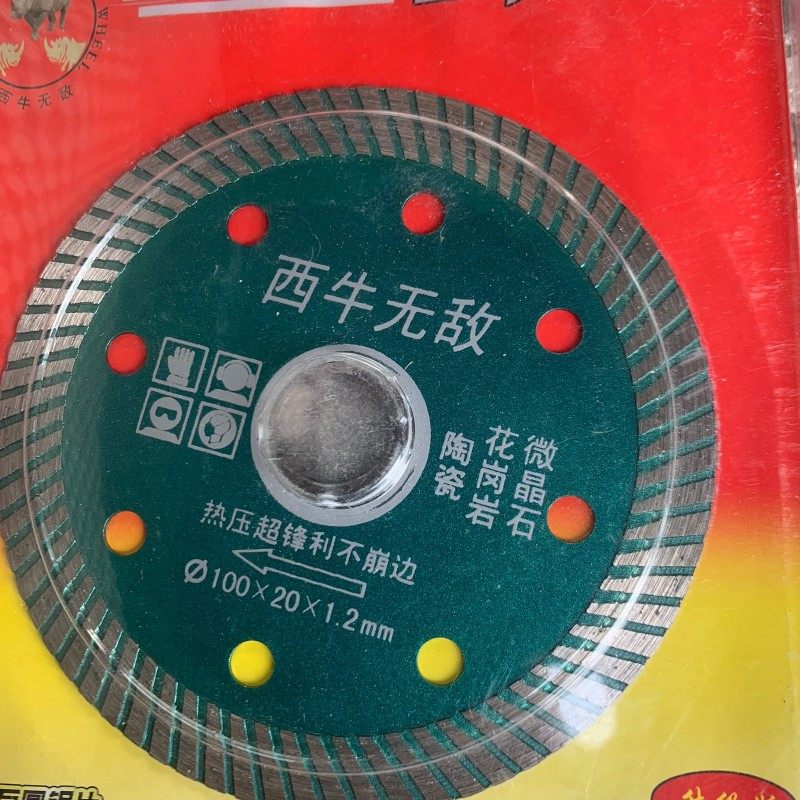 WHEEL
西牛无敌
西牛无敌
微晶石
花岗岩
陶瓷
热压超锋利不崩边
Ø100×20×1.2mm